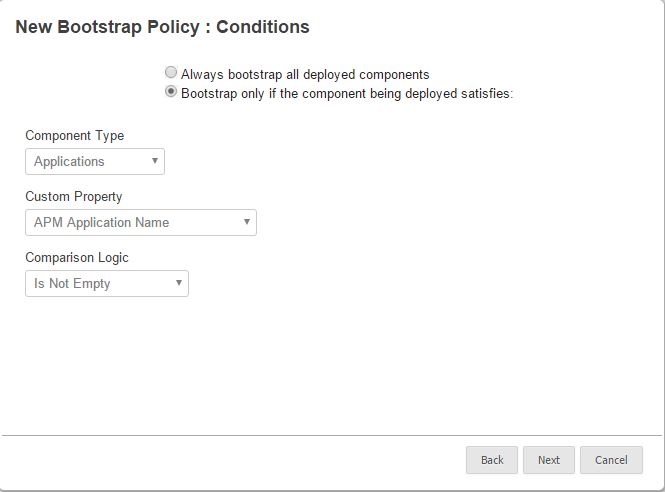 New Bootstrap Policy : Conditions
Always bootstrap all deployed components
Bootstrap only if the component being deployed satisfies:
Component Type
Applications
Custom Property
APM Application Name
Comparison Logic
Is Not Empty
Back Next Cancel